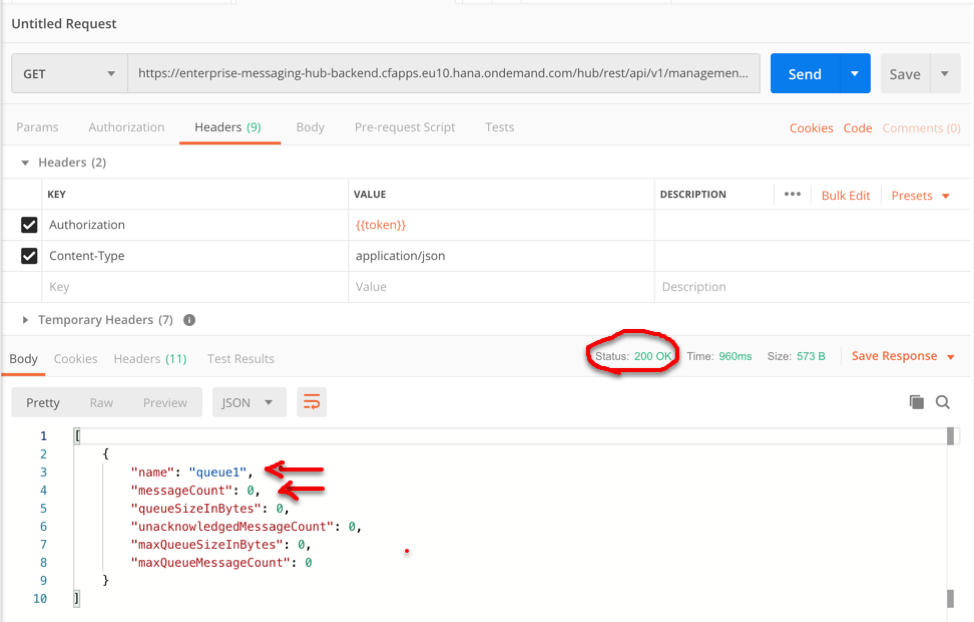 Untitled Request
GET https://enterprise-messaging-hub-backend.cfapps.eu10.hana.ondemand.com/hub/rest/api/v1/managemen... Send Save
Params Authorization Headers (9) Body Pre-request Script Tests Cookies Code Comments (0)
Headers (2)
KEY VALUE DESCRIPTION ••• Bulk Edit Presets
Authorization {{token}}
Content-Type application/json
Key Value Description
Temporary Headers (7) i
Body Cookies Headers (11) Test Results Status: 200 OK Time: 960ms Size: 573 B Save Response
Pretty Raw Preview JSON
1 [
2 {
3 "name": "queue1",
4 "messageCount": 0,
5 "queueSizeInBytes": 0,
6 "unacknowledgedMessageCount": 0,
7 "maxQueueSizeInBytes": 0,
8 "maxQueueMessageCount": 0
9 }
10 ]